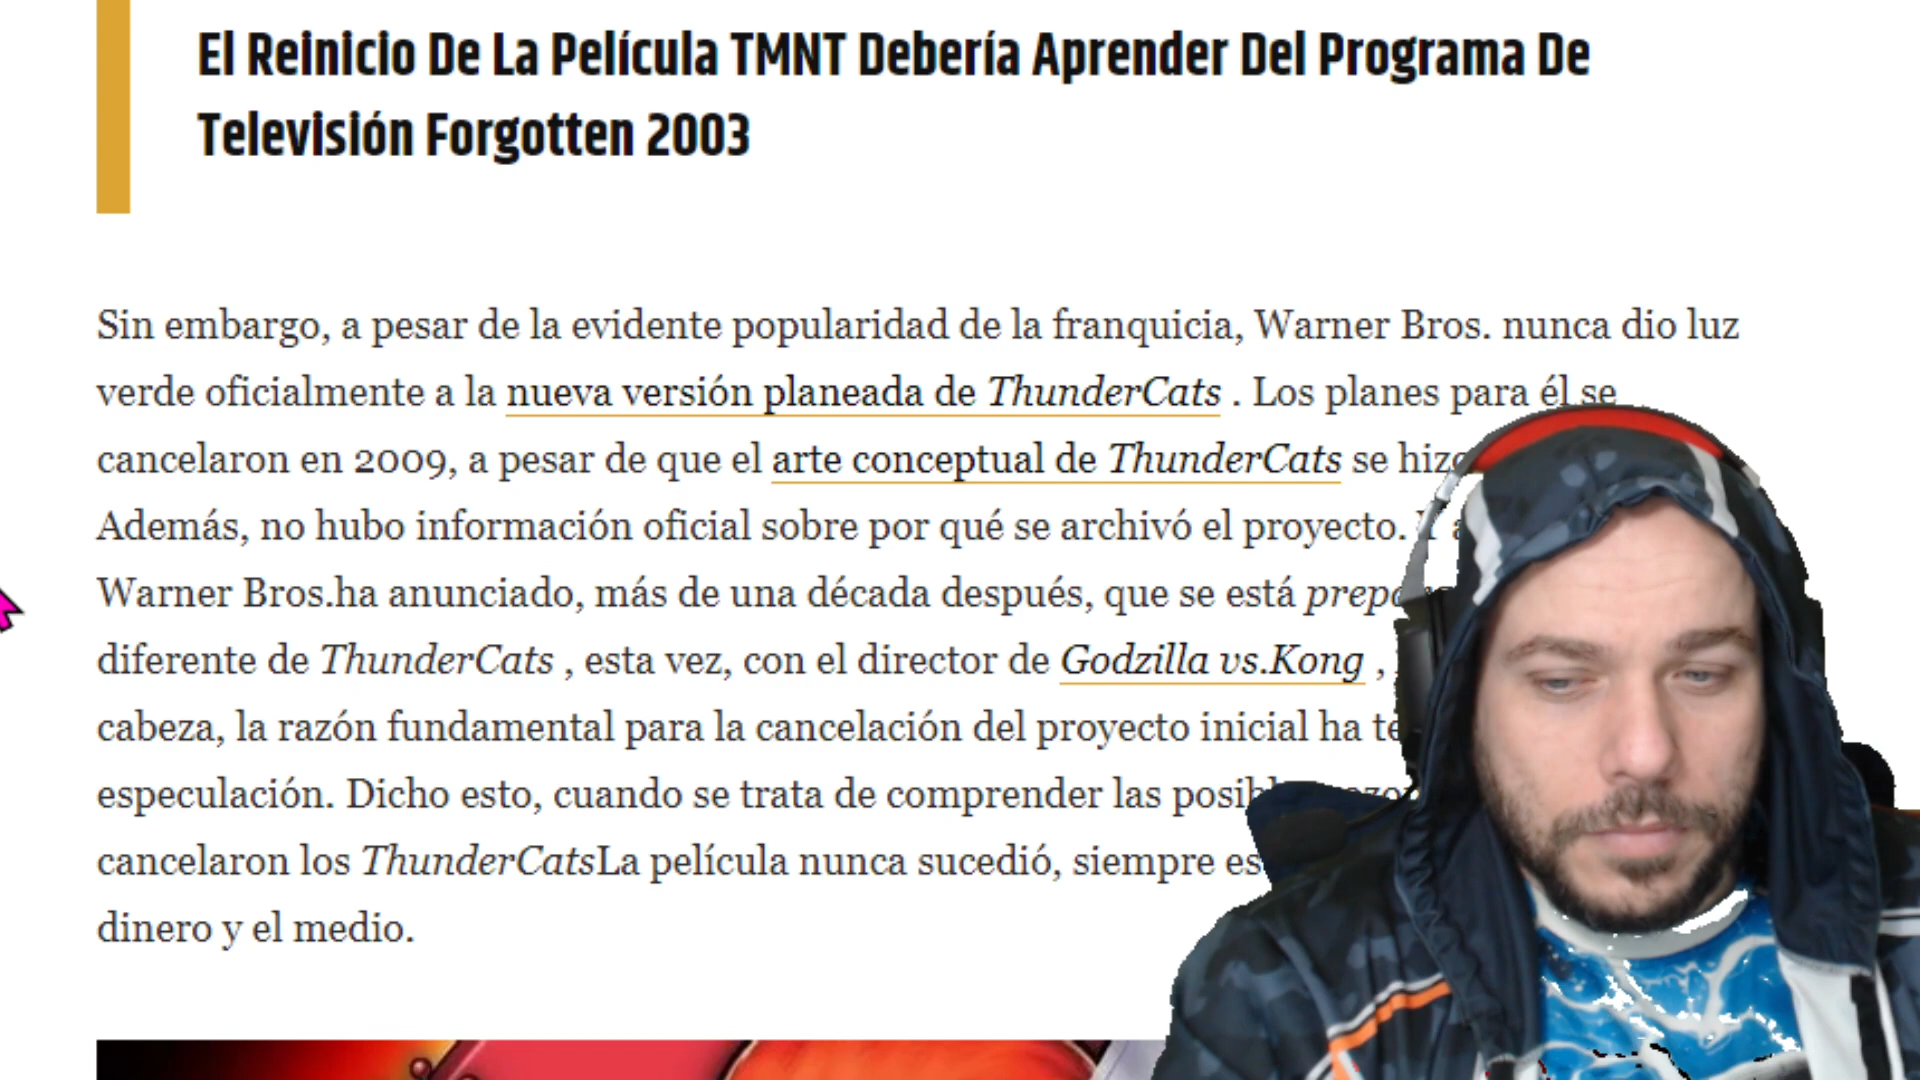 El Reinicio De La Película TMNT Debería Aprender Del Programa De
Televisión Forgotten 2003
Sin embargo, a pesar de la evidente popularidad de la franquicia, Warner Bros. nunca dio luz
verde oficialmente a la nueva versión planeada de ThunderCats . Los planes para él se
cancelaron en 2009, a pesar de que el arte conceptual de ThunderCats se
Además, no hubo información oficial sobre por qué se archivó el proyecto. Y
Warner Bros.ha anunciado, más de una década después, que se está
diferente de ThunderCats , esta vez, con el director de Godzilla vs.Kong ,
cabeza, la razón fundamental para la cancelación del proyecto inicial ha
especulación. Dicho esto, cuando se trata de comprender las
cancelaron los ThunderCatsLa película nunca sucedió, siempre
dinero y el medio.